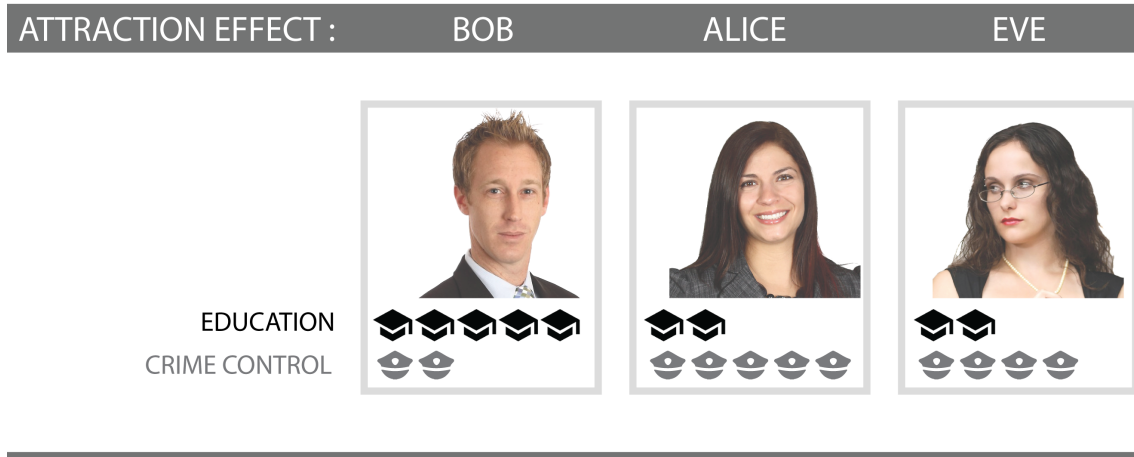 ATTRACTION EFFECT : BOB ALICE EVE
EDUCATION
CRIME CONTROL